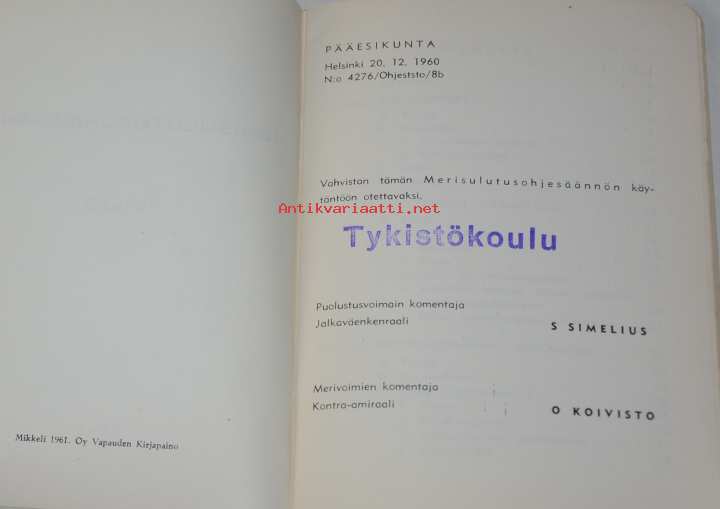 Mikkeli 1961. Oy Vapauden Kirjapaino
PÄÄESIKUNTA
Helsinki 20. 12. 1960
N:o 4276/Ohjeststo/8b
Vahvistan tämän Merisulutusohjesäännön käy-
täntöön otettavaksi.
Antikvariaatti.net
Tykistökoulu
Puolustusvoimain komentaja
Jalkaväenkenraali
S SIMELIUS
Merivoimien komentaja
Kontra-amiraali
O KOIVISTO